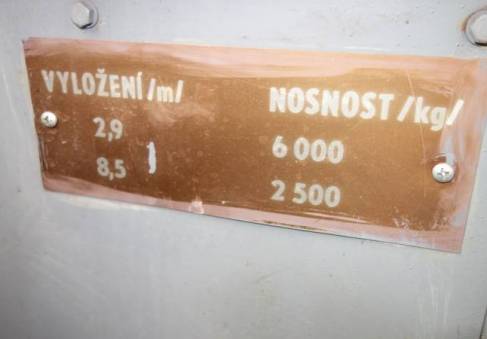 VYLOŽENÍ /m/ NOSNOST /kg/
2,9 6 000
8,5 2 500